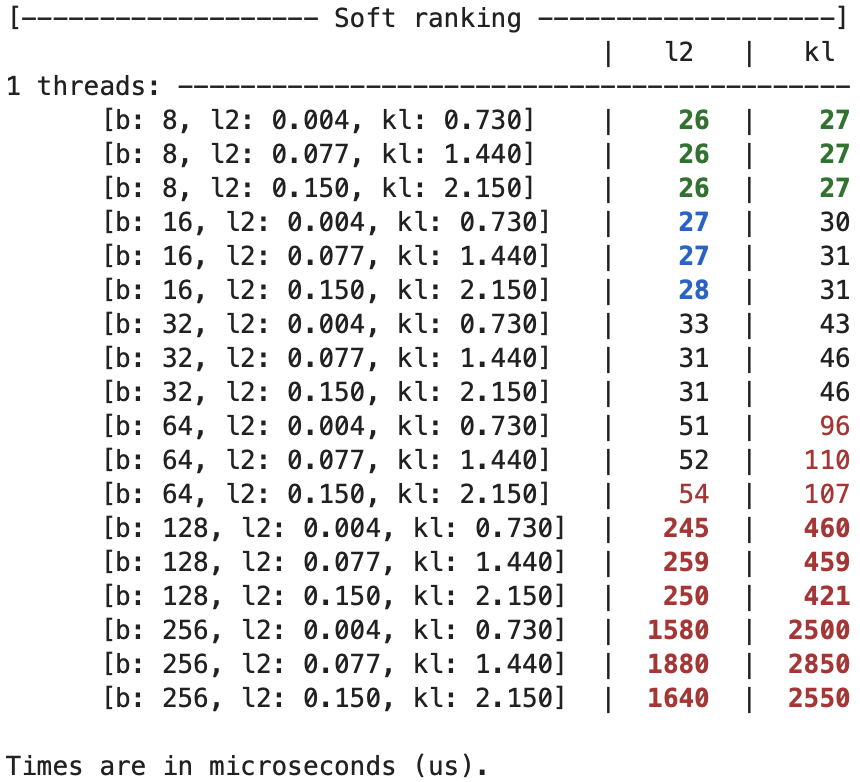 [------------------- Soft ranking -------------------]
                                      |   l2   |   kl
1 threads: -------------------------------------------
      [b: 8, l2: 0.004, kl: 0.730]    |    26  |    27
      [b: 8, l2: 0.077, kl: 1.440]    |    26  |    27
      [b: 8, l2: 0.150, kl: 2.150]    |    26  |    27
      [b: 16, l2: 0.004, kl: 0.730]   |    27  |    30
      [b: 16, l2: 0.077, kl: 1.440]   |    27  |    31
      [b: 16, l2: 0.150, kl: 2.150]   |    28  |    31
      [b: 32, l2: 0.004, kl: 0.730]   |    33  |    43
      [b: 32, l2: 0.077, kl: 1.440]   |    31  |    46
      [b: 32, l2: 0.150, kl: 2.150]   |    31  |    46
      [b: 64, l2: 0.004, kl: 0.730]   |    51  |    96
      [b: 64, l2: 0.077, kl: 1.440]   |    52  |   110
      [b: 64, l2: 0.150, kl: 2.150]   |    54  |   107
      [b: 128, l2: 0.004, kl: 0.730]  |   245  |   460
      [b: 128, l2: 0.077, kl: 1.440]  |   259  |   459
      [b: 128, l2: 0.150, kl: 2.150]  |   250  |   421
      [b: 256, l2: 0.004, kl: 0.730]  |  1580  |  2500
      [b: 256, l2: 0.077, kl: 1.440]  |  1880  |  2850
      [b: 256, l2: 0.150, kl: 2.150]  |  1640  |  2550
Times are in microseconds (us).